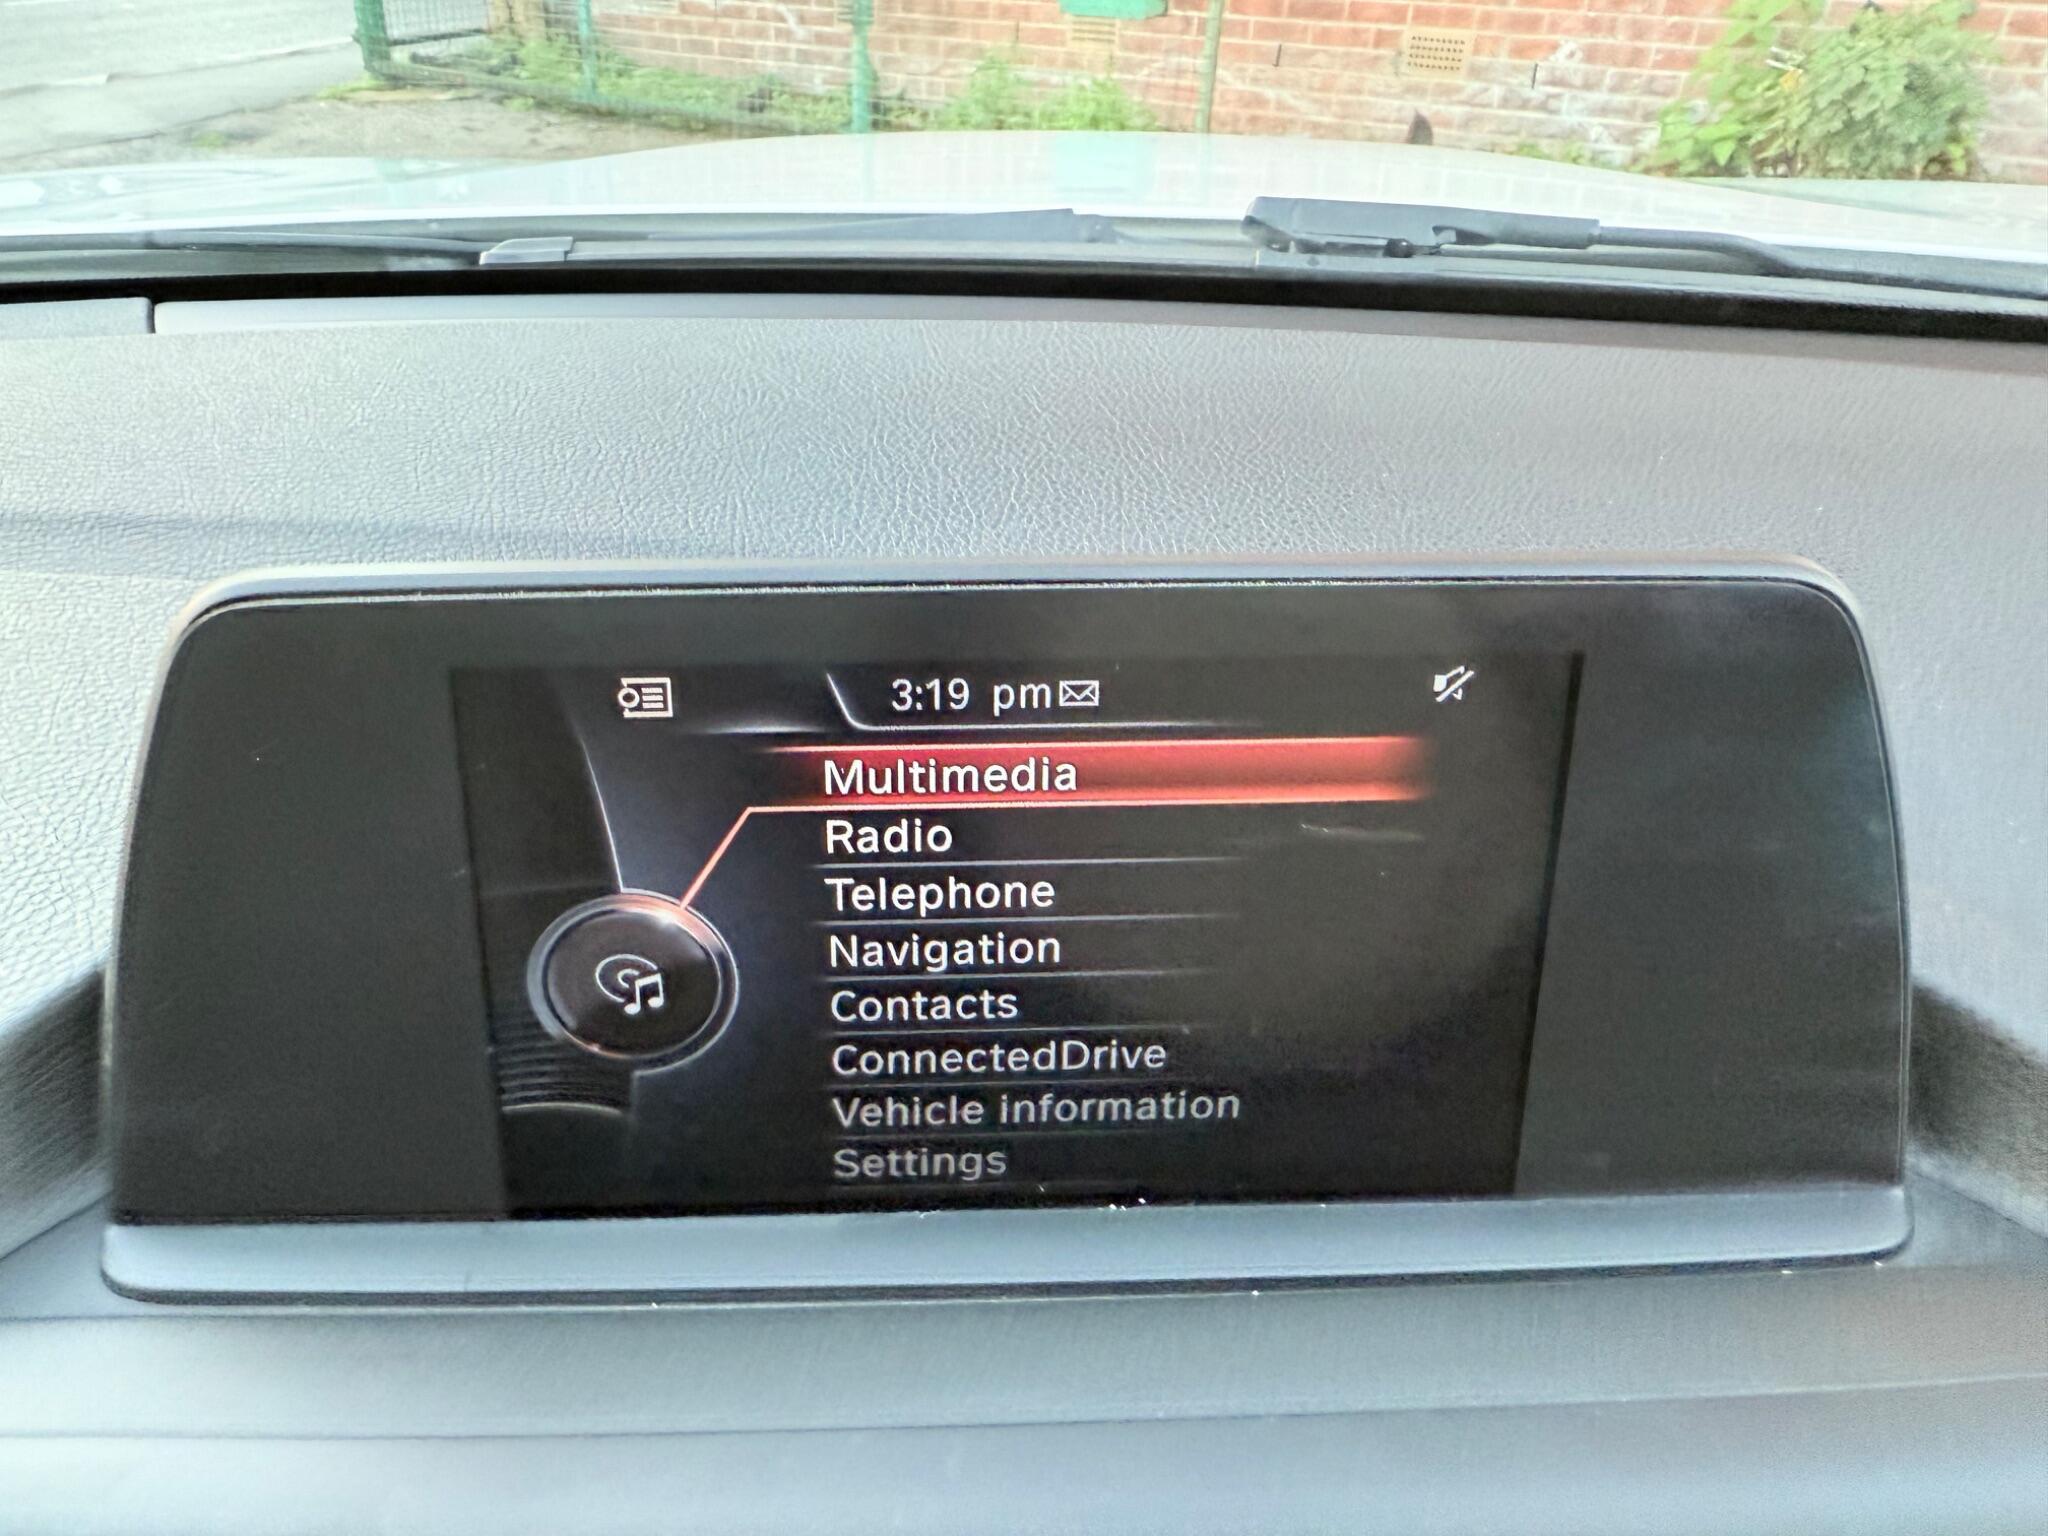 3:19 pm
Multimedia
Radio
Telephone
Navigation
Contacts
ConnectedDrive
Vehicle information
Settings